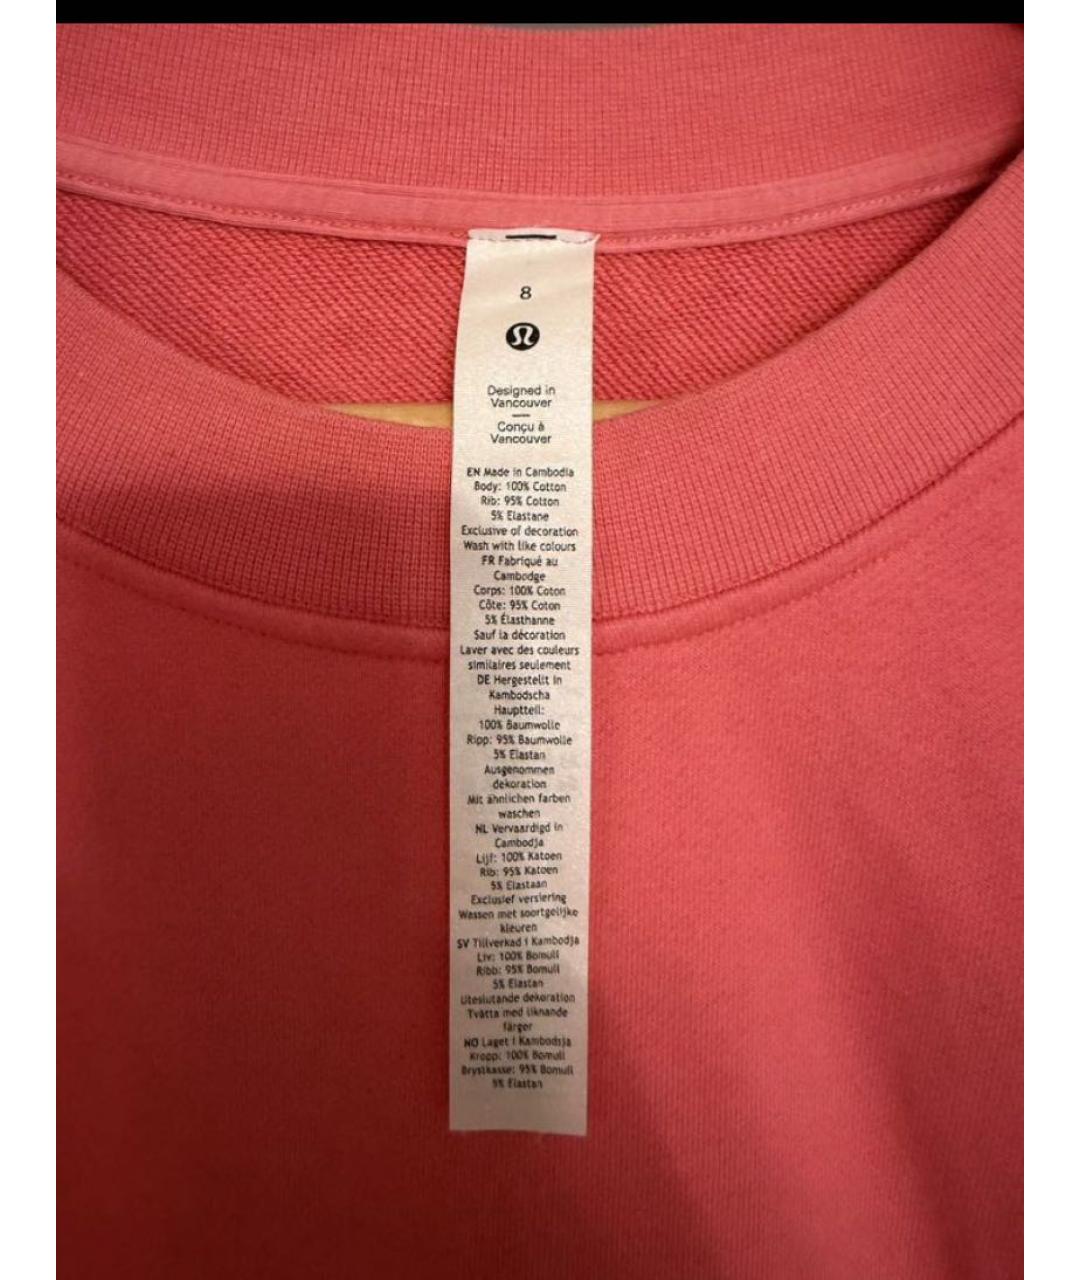 8
Designed in
Vancouver
Conçu à
Vancouver
EN Made in Cambodia
Body: 100% Cotton
Rib: 95% Cotton
5% Elastane
Exclusive of decoration
Wash with like colours
FR Fabriqué au
Cambodge
Corps: 100% Coton
Côte: 95% Coton
5% Élasthanne
Sauf la décoration
Laver avec des couleurs
similaires seulement
DE Hergestellt in
Kambodscha
Hauptteil:
100% Baumwolle
Ripp: 95% Baumwolle
5% Elastan
Ausgenommen
dekoration
Mit ähnlichen farben
waschen
NL Vervaardigd in
Cambodja
Lijf: 100% Katoen
Rib: 95% Katoen
5% Elastaan
Exclusief versiering
Wassen met soortgelijke
kleuren
SV Tillverkad i Kambodja
Liv: 100% Bomull
Ribb: 95% Bomull
5% Elastan
Uteslutande dekoration
Tvätta med liknande
färger
NO Laget i Kambodsja
Kropp: 100% Bomull
Brystkasse: 95% Bomull
5% Elastan